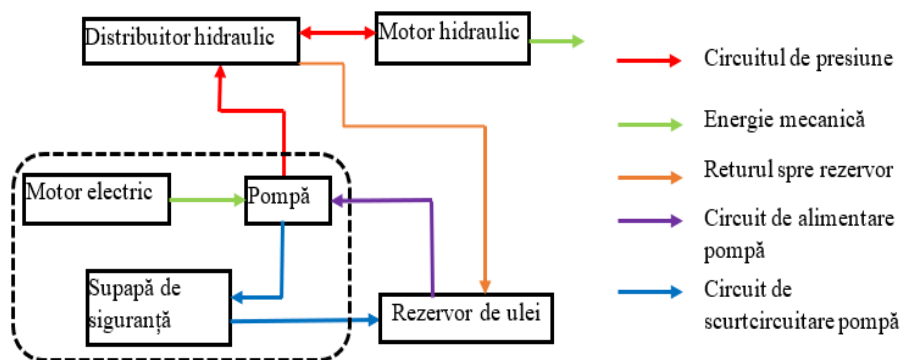 Distribuitor hidraulic
Motor hidraulic
Circuitul de presiune
Energie mecanică
Motor electric
Pompă
Returul spre rezervor
Circuit de alimentare
pompă
Supapă de
siguranță
Rezervor de ulei
Circuit de
scurtcircuitare pompă